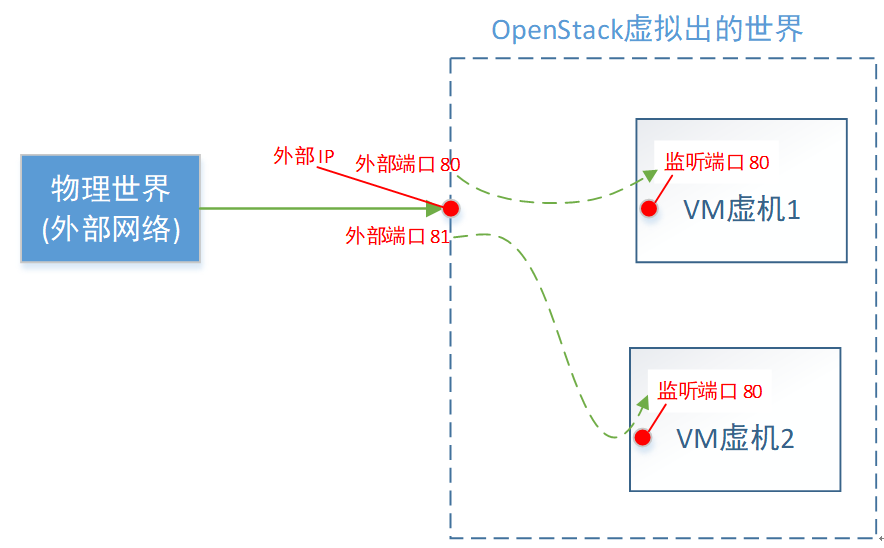 OpenStack虚拟出的世界
物理世界
(外部网络)
外部 IP
外部端口 80
外部端口 81
监听端口 80
VM虚机1
监听端口 80
VM虚机2